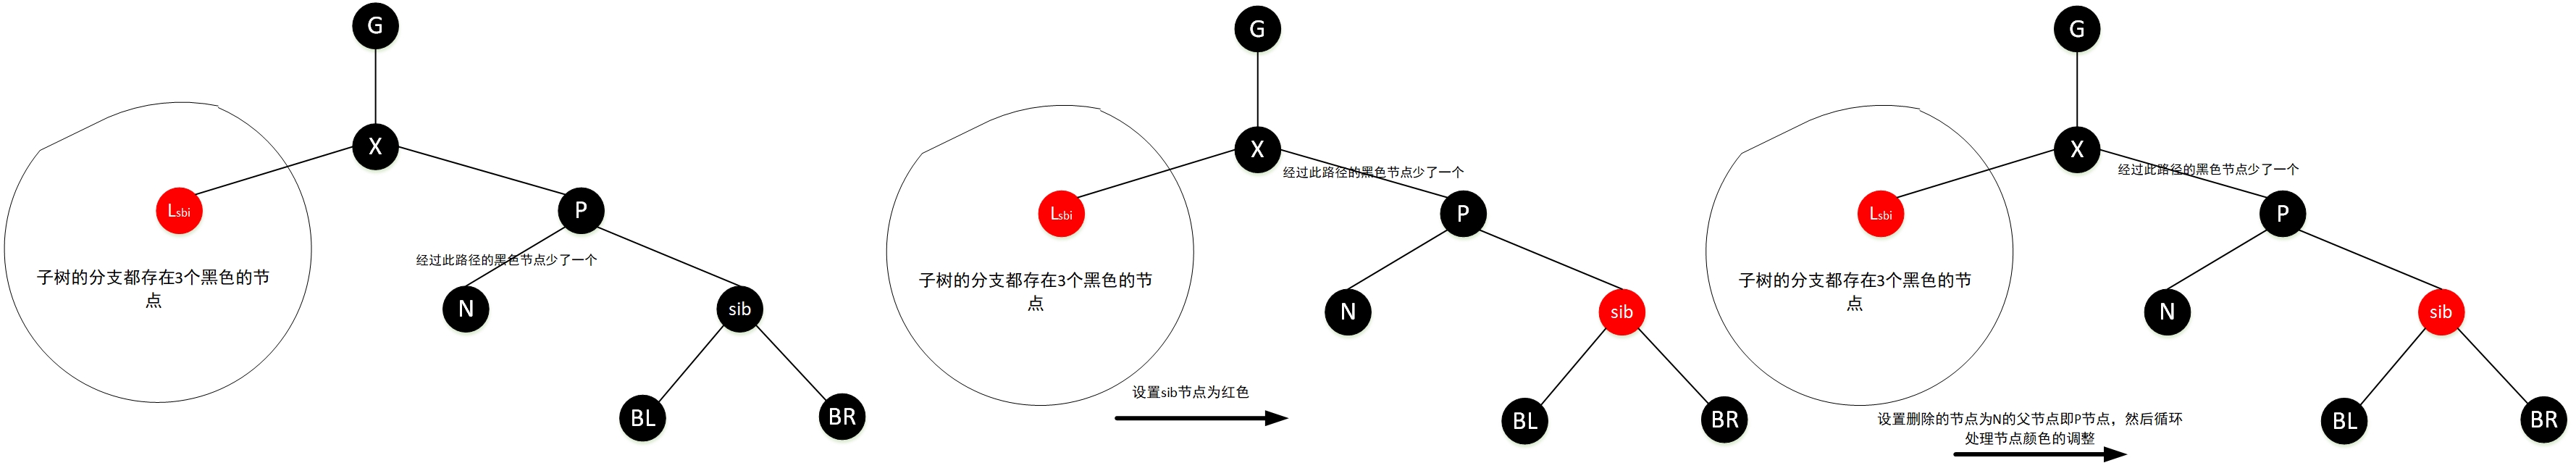 G
X
Lsbi
P
经过此路径的黑色节点少了一个
子树的分支都存在3个黑色的节
点
N
sib
BL
BR
G
X
经过此路径的黑色节点少了一个
Lsbi
P
子树的分支都存在3个黑色的节
点
N
sib
设置sib节点为红色
BL
BR
G
X
经过此路径的黑色节点少了一个
Lsbi
P
子树的分支都存在3个黑色的节
点
N
sib
设置删除的节点为N的父节点即P节点，然后循环
处理节点颜色的调整
BL
BR